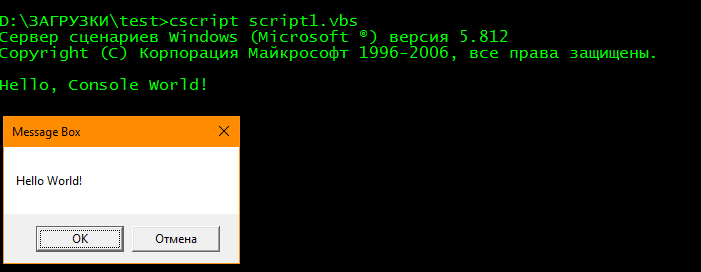 D:\ЗАГРУЗКИ\test>cscript script1.vbs
Сервер сценариев Windows (Microsoft ®) версия 5.812
Copyright (C) Корпорация Майкрософт 1996-2006, все права защищены.
Hello, Console World!
Message Box
Hello World!
OK Отмена